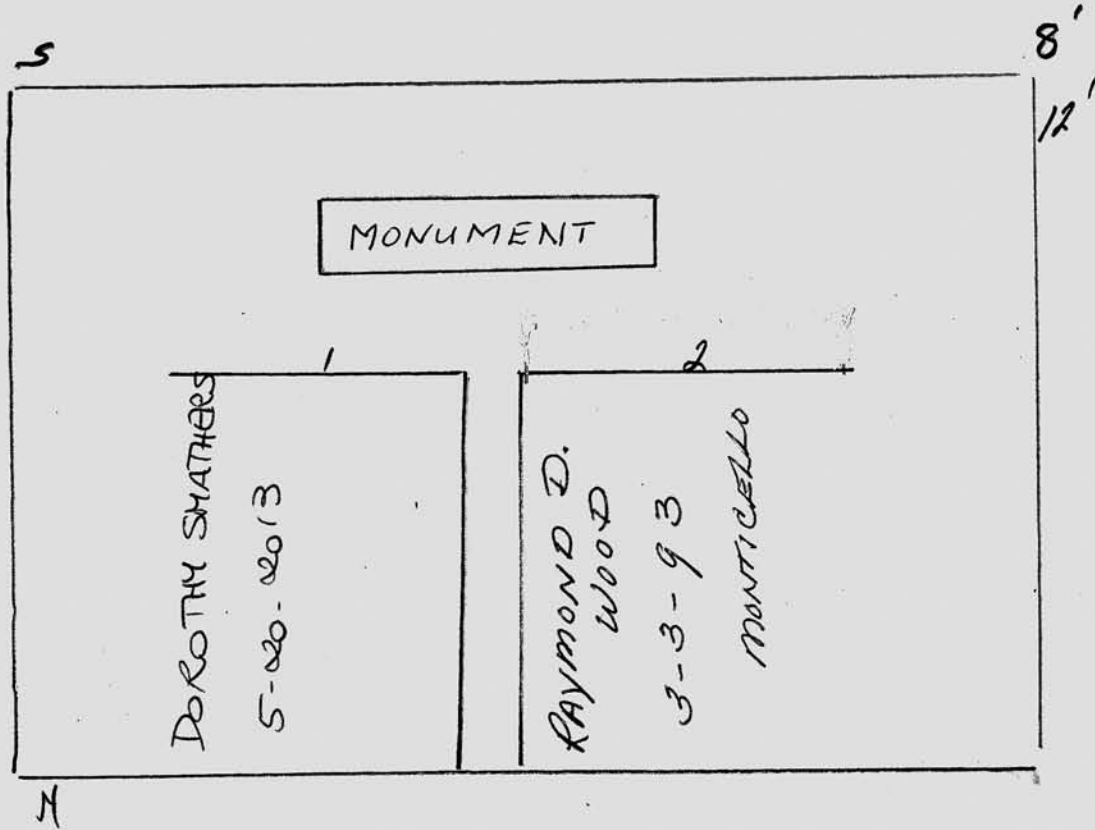 S
8'
12'
MONUMENT
1
2
DOROTHY SMATHERS
5-20-2013
RAYMOND D.
WOOD
3-3-93
MONTICELLO
N